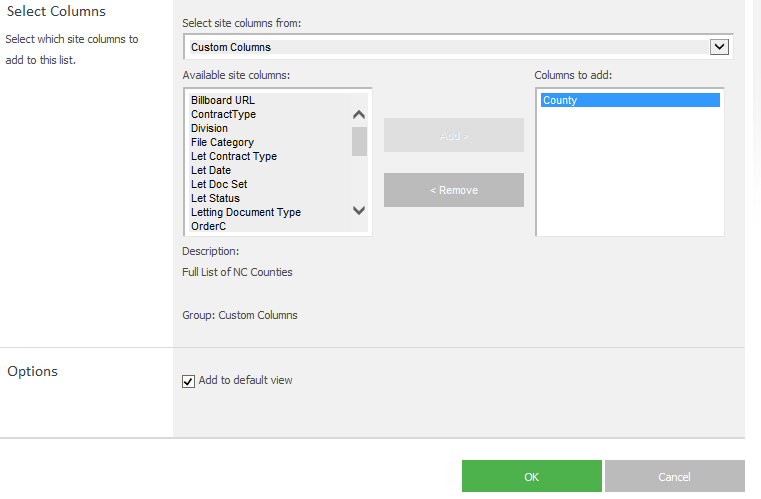 Select Columns
Select which site columns to
add to this list.
Select site columns from:
Custom Columns
Available site columns:
Billboard URL
ContractType
Division
File Category
Let Contract Type
Let Date
Let Doc Set
Let Status
Letting Document Type
OrderC
Add >
< Remove
Columns to add:
County
Description:
Full List of NC Counties
Group: Custom Columns
Options
Add to default view
OK
Cancel